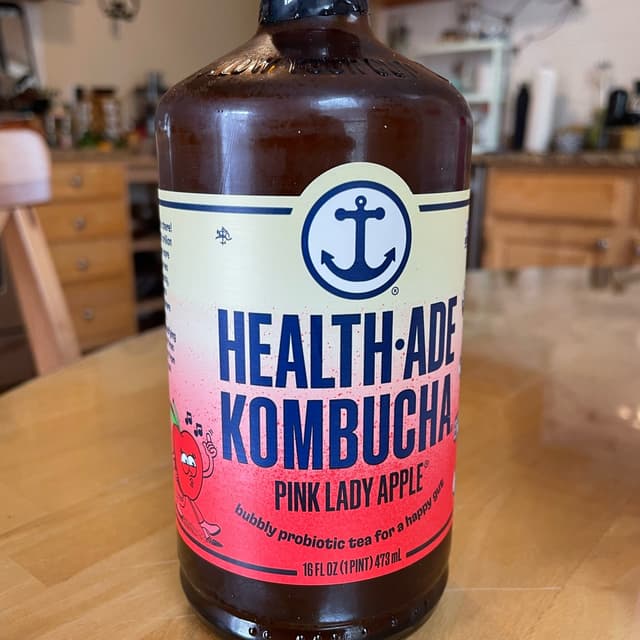 HEALTH·ADE
KOMBUCHA
PINK LADY APPLE®
bubbly probiotic tea for a happy gut
16 FL OZ (1 PINT) 473 mL